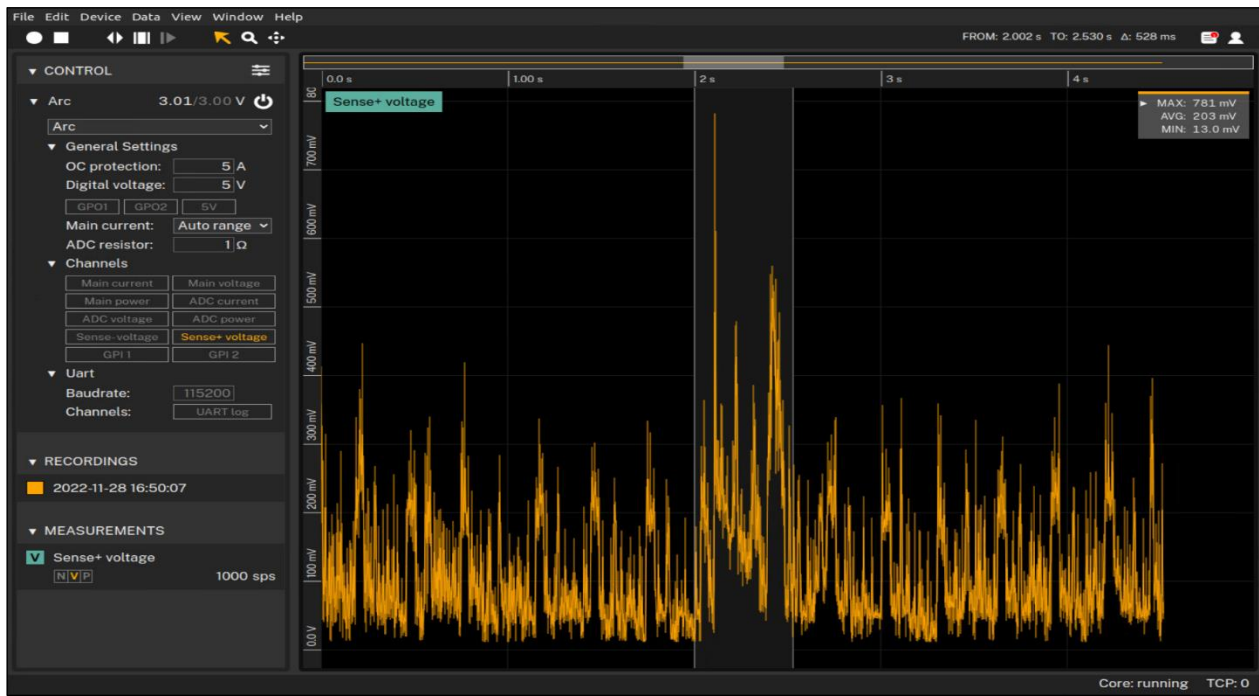 File Edit Device Data View Window Help
FROM: 2.002 s TO: 2.530 s Δ: 528 ms
CONTROL
Arc 3.01/3.00 V
Arc
General Settings
OC protection: 5 A
Digital voltage: 5 V
GPO1 GPO2 5V
Main current: Auto range
ADC resistor: 1 Ω
Channels
Main current Main voltage
Main power ADC current
ADC voltage ADC power
Sense-voltage Sense+ voltage
GPI 1 GPI 2
Uart
Baudrate: 115200
Channels: UART log
RECORDINGS
2022-11-28 16:50:07
MEASUREMENTS
V Sense+ voltage
N V P 1000 sps
0.0 s 1.00 s 2 s 3 s 4 s
Sense+ voltage
MAX: 781 mV
AVG: 203 mV
MIN: 13.0 mV
80
700 mV
600 mV
500 mV
400 mV
300 mV
200 mV
100 mV
0.0 V
Core: running TCP: 0